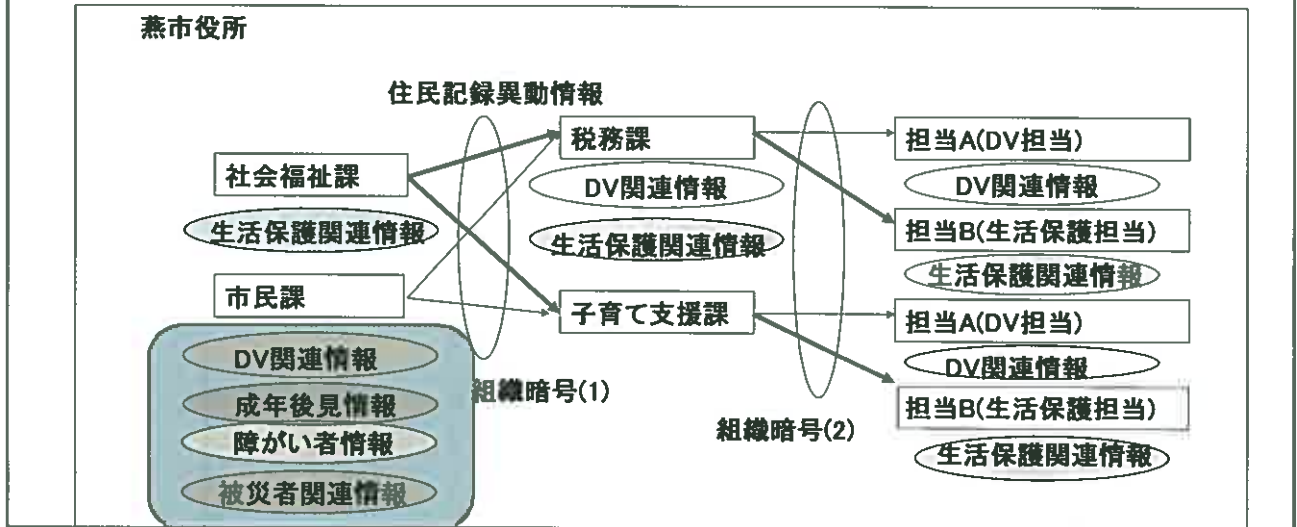 燕市役所
住民記録異動情報
社会福祉課
生活保護関連情報
市民課
DV関連情報
成年後見情報
障がい者情報
被災者関連情報
組織暗号(1)
税務課
DV関連情報
生活保護関連情報
子育て支援課
組織暗号(2)
担当A(DV担当)
DV関連情報
担当B(生活保護担当)
生活保護関連情報
担当A(DV担当)
DV関連情報
担当B(生活保護担当)
生活保護関連情報